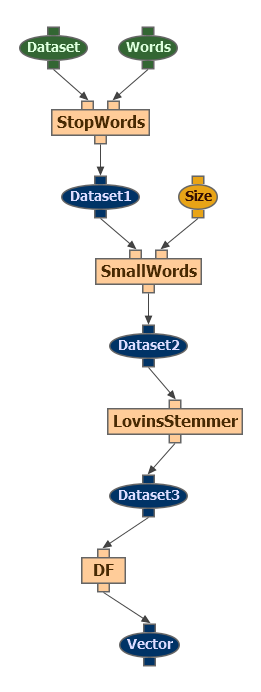 Dataset
Words
StopWords
Dataset1
Size
SmallWords
Dataset2
LovinsStemmer
Dataset3
DF
Vector